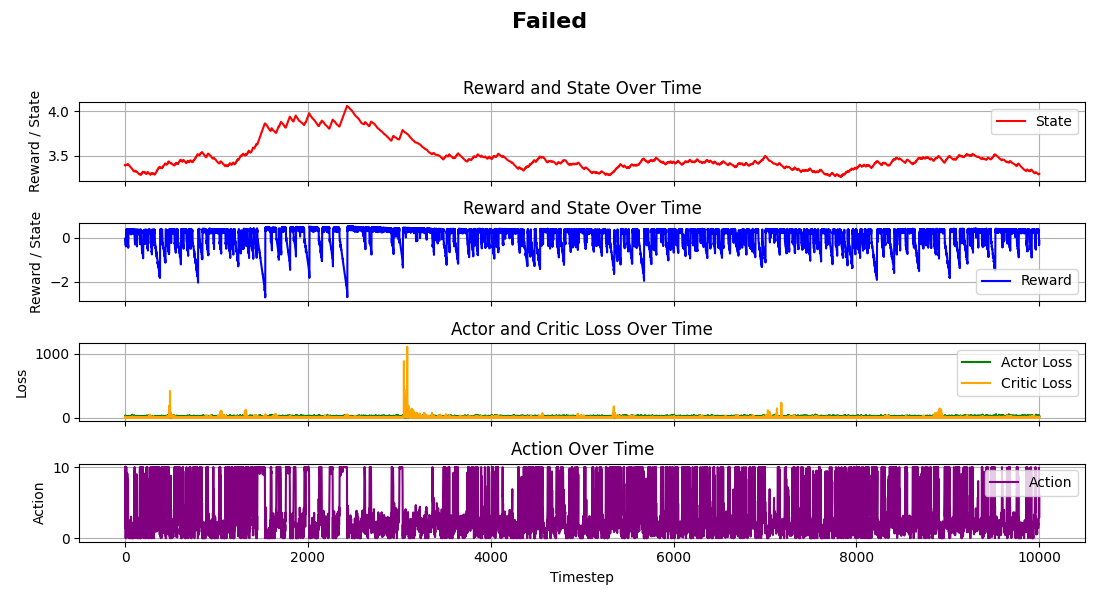 Failed
Reward and State Over Time
Reward / State
4.0
3.5
State
Reward and State Over Time
Reward / State
0
−2
Reward
Actor and Critic Loss Over Time
Loss
1000
0
Actor Loss
Critic Loss
Action Over Time
Action
10
0
Action
0
2000
4000
6000
8000
10000
Timestep